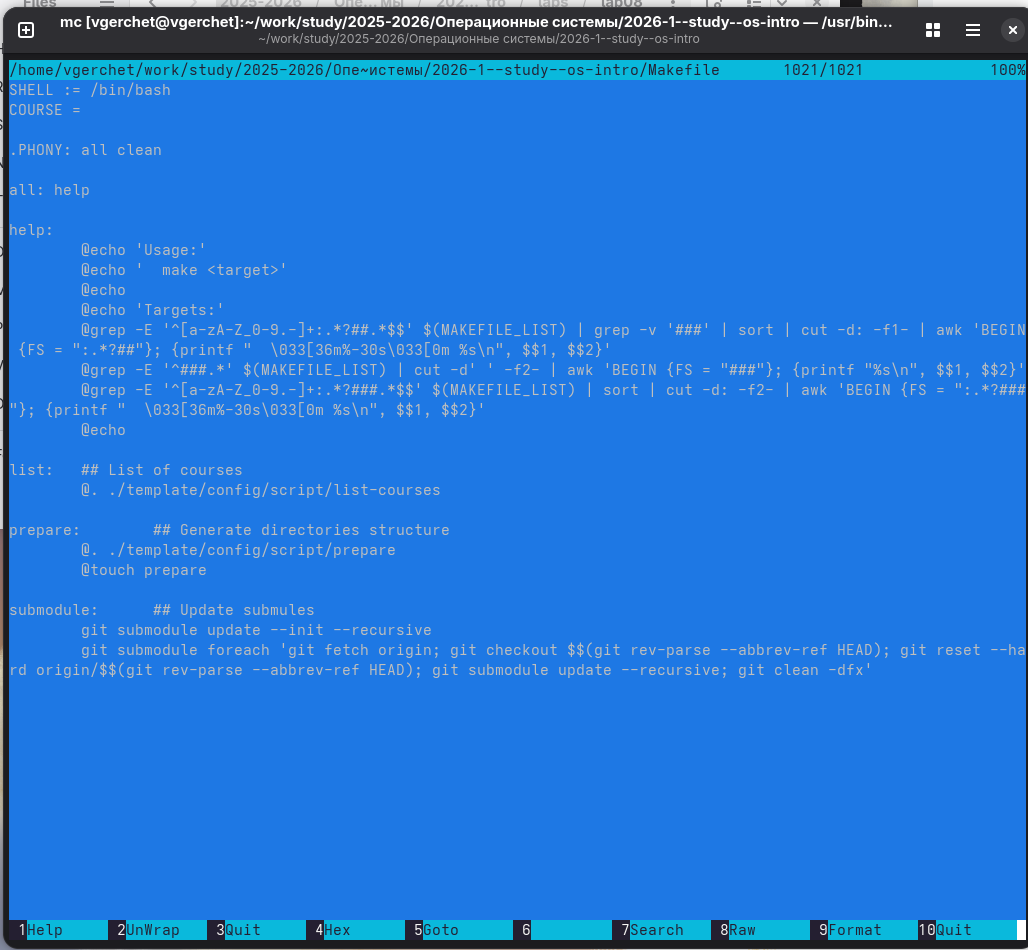 Files
2025-2026 / Опе... мы / 202... tro / labs / lab08
mc [vgerchet@vgerchet]:~/work/study/2025-2026/Операционные системы/2026-1--study--os-intro — /usr/bin...
~/work/study/2025-2026/Операционные системы/2026-1--study--os-intro
/home/vgerchet/work/study/2025-2026/Опе~истемы/2026-1--study--os-intro/Makefile 1021/1021 100%
SHELL := /bin/bash
COURSE =
.PHONY: all clean
all: help
help:
@echo 'Usage:'
@echo '  make <target>'
@echo
@echo 'Targets:'
@grep -E '^[a-zA-Z_0-9.-]+:.*?##.*$$' $(MAKEFILE_LIST) | grep -v '###' | sort | cut -d: -f1- | awk 'BEGIN
{FS = ":.*?##"}; {printf "  \033[36m%-30s\033[0m %s\n", $$1, $$2}'
@grep -E '^###.*' $(MAKEFILE_LIST) | cut -d' ' -f2- | awk 'BEGIN {FS = "###"}; {printf "%s\n", $$1, $$2}'
@grep -E '^[a-zA-Z_0-9.-]+:.*?###.*$$' $(MAKEFILE_LIST) | sort | cut -d: -f2- | awk 'BEGIN {FS = ":.*?###
"}; {printf "  \033[36m%-30s\033[0m %s\n", $$1, $$2}'
@echo
list: ## List of courses
@. ./template/config/script/list-courses
prepare: ## Generate directories structure
@. ./template/config/script/prepare
@touch prepare
submodule: ## Update submules
git submodule update --init --recursive
git submodule foreach 'git fetch origin; git checkout $$(git rev-parse --abbrev-ref HEAD); git reset --ha
rd origin/$$(git rev-parse --abbrev-ref HEAD); git submodule update --recursive; git clean -dfx'
1Help 2UnWrap 3Quit 4Hex 5Goto 6 7Search 8Raw 9Format 10Quit